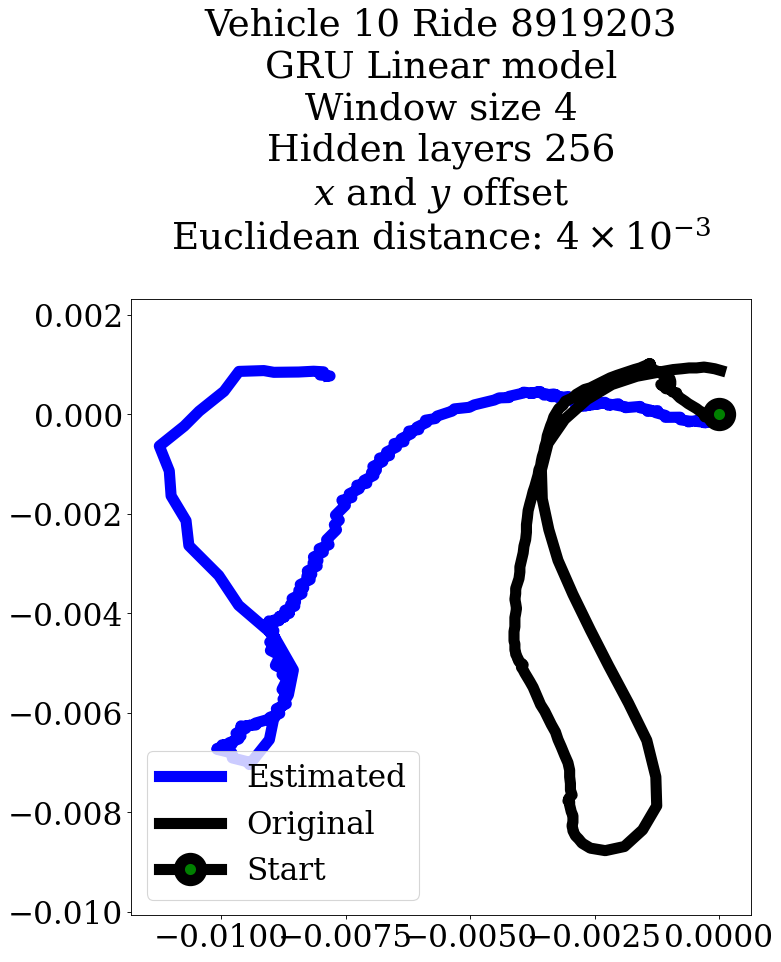 Vehicle 10 Ride 8919203
GRU Linear model
Window size 4
Hidden layers 256
x and y offset
Euclidean distance: 4 × 10⁻³
0.002
0.000
−0.002
−0.004
−0.006
−0.008
−0.010
Estimated
Original
Start
−0.0100 −0.0075 −0.0050 −0.0025 0.0000